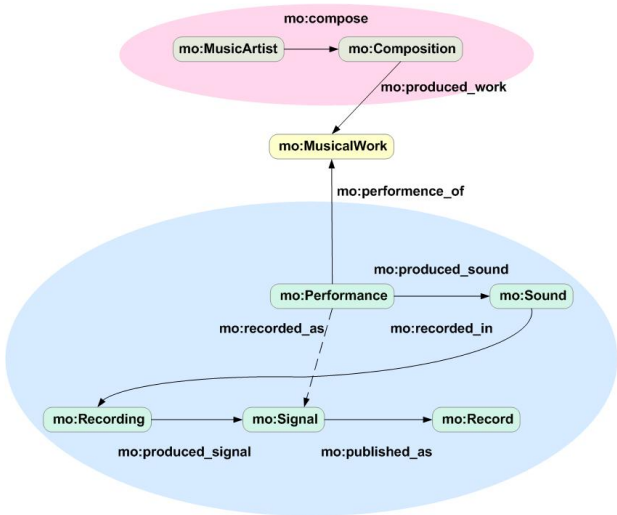 mo:compose
mo:MusicArtist
mo:Composition
mo:produced_work
mo:MusicalWork
mo:performence_of
mo:produced_sound
mo:Performance
mo:Sound
mo:recorded_as
mo:recorded_in
mo:Recording
mo:Signal
mo:Record
mo:produced_signal
mo:published_as